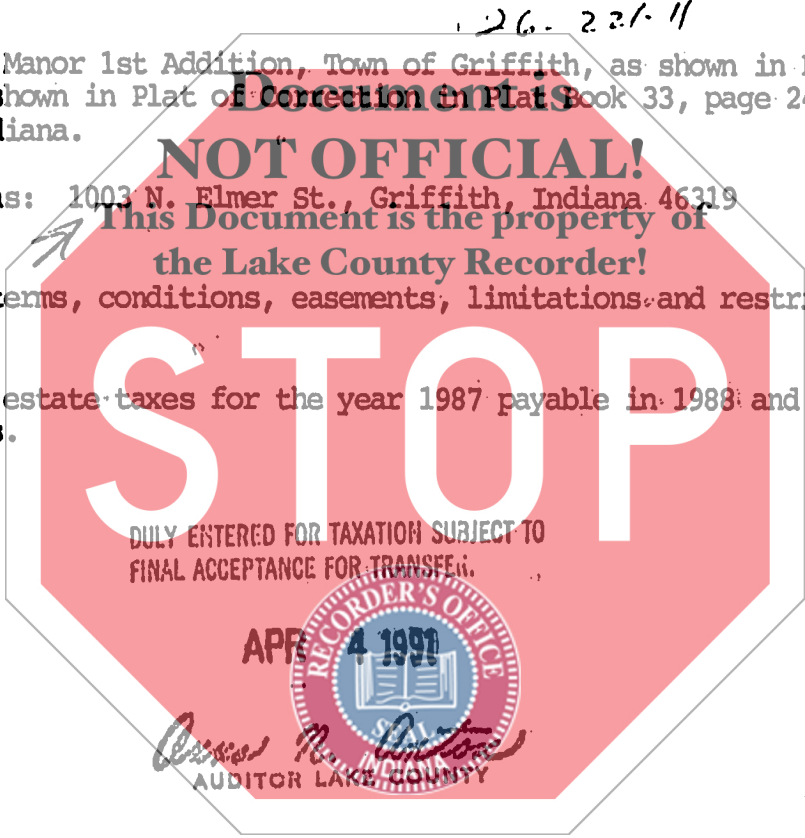 26-221-11
Manor 1st Addition, Town of Griffith, as shown in
shown in Plat of Correction in Plat Book 33, page 24
diana.
Document is
NOT OFFICIAL!
s: 1003 N. Elmer St., Griffith, Indiana 46319
This Document is the property of
the Lake County Recorder!
terms, conditions, easements, limitations and restri
STOP
estate taxes for the year 1987 payable in 1988 and
s.
DULY ENTERED FOR TAXATION SUBJECT TO
FINAL ACCEPTANCE FOR TRANSFER.
RECORDER'S OFFICE
APR 4 1991
SEAL
INDIANA
AUDITOR LAKE COUNTY